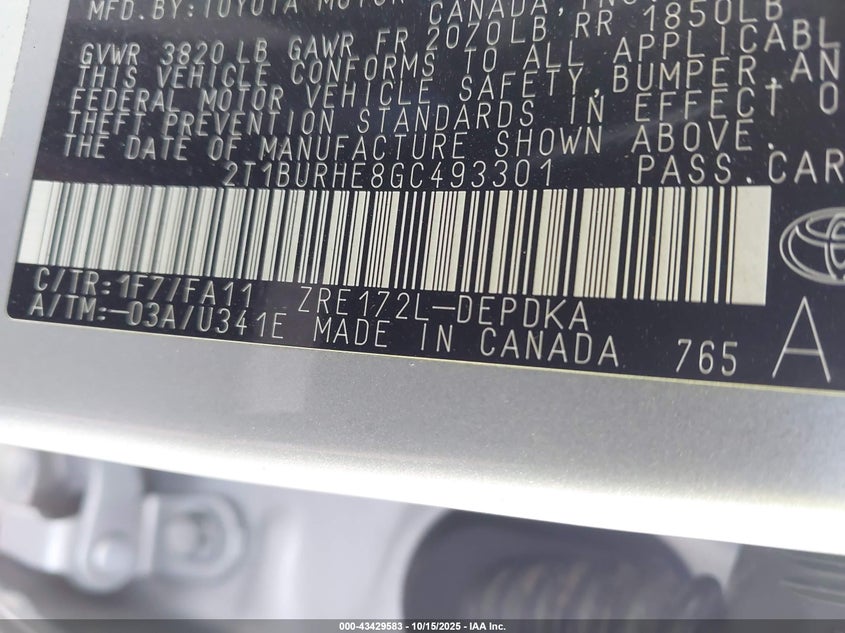 MFD.BY:TOYOTA MOTOR
CANADA, INC.
GVWR 3820 LB GAWR FR 2070LB RR 1850LB
THIS VEHICLE CONFORMS TO ALL APPLICABL
FEDERAL MOTOR VEHICLE SAFETY,BUMPER,AN
THEFT PREVENTION STANDARDS IN EFFECT O
THE DATE OF MANUFACTURE SHOWN ABOVE.
2T1BURHE8GC493301 PASS.CAR
C/TR:1F7/FA11 ZRE172L-DEPDKA
A/TM:-03A/U341E MADE IN CANADA 765 A
000-43429583 - 10/15/2025 - IAA Inc.